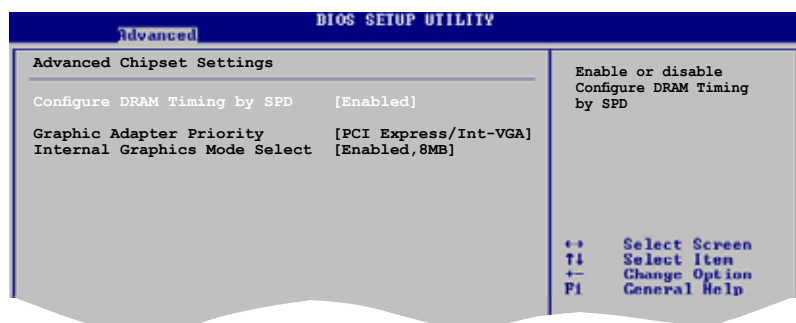 BIOS SETUP UTILITY
Advanced
Advanced Chipset Settings
Configure DRAM Timing by SPD [Enabled]
Graphic Adapter Priority [PCI Express/Int-VGA]
Internal Graphics Mode Select [Enabled,8MB]
Enable or disable
Configure DRAM Timing
by SPD
←→ Select Screen
↑↓ Select Item
+- Change Option
F1 General Help